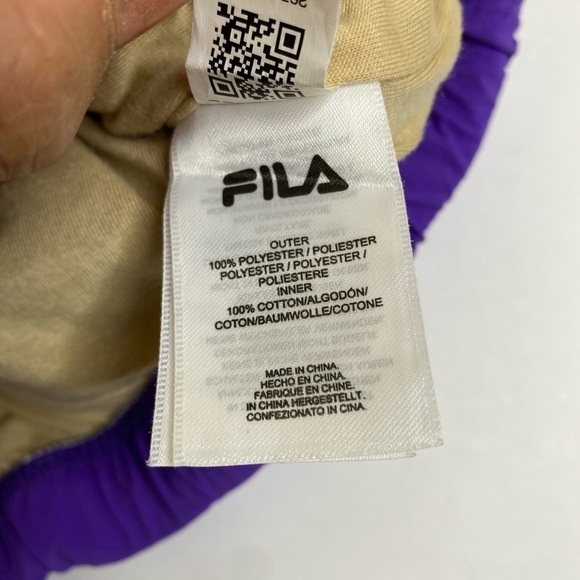 FILA
OUTER
100% POLYESTER / POLIESTER
POLYESTER / POLYESTER /
POLIESTERE
INNER
100% COTTON/ALGODÓN/
COTON/BAUMWOLLE/COTONE
MADE IN CHINA.
HECHO EN CHINA.
FABRIQUE EN CHINE.
IN CHINA HERGESTELLT.
CONFEZIONATO IN CINA.